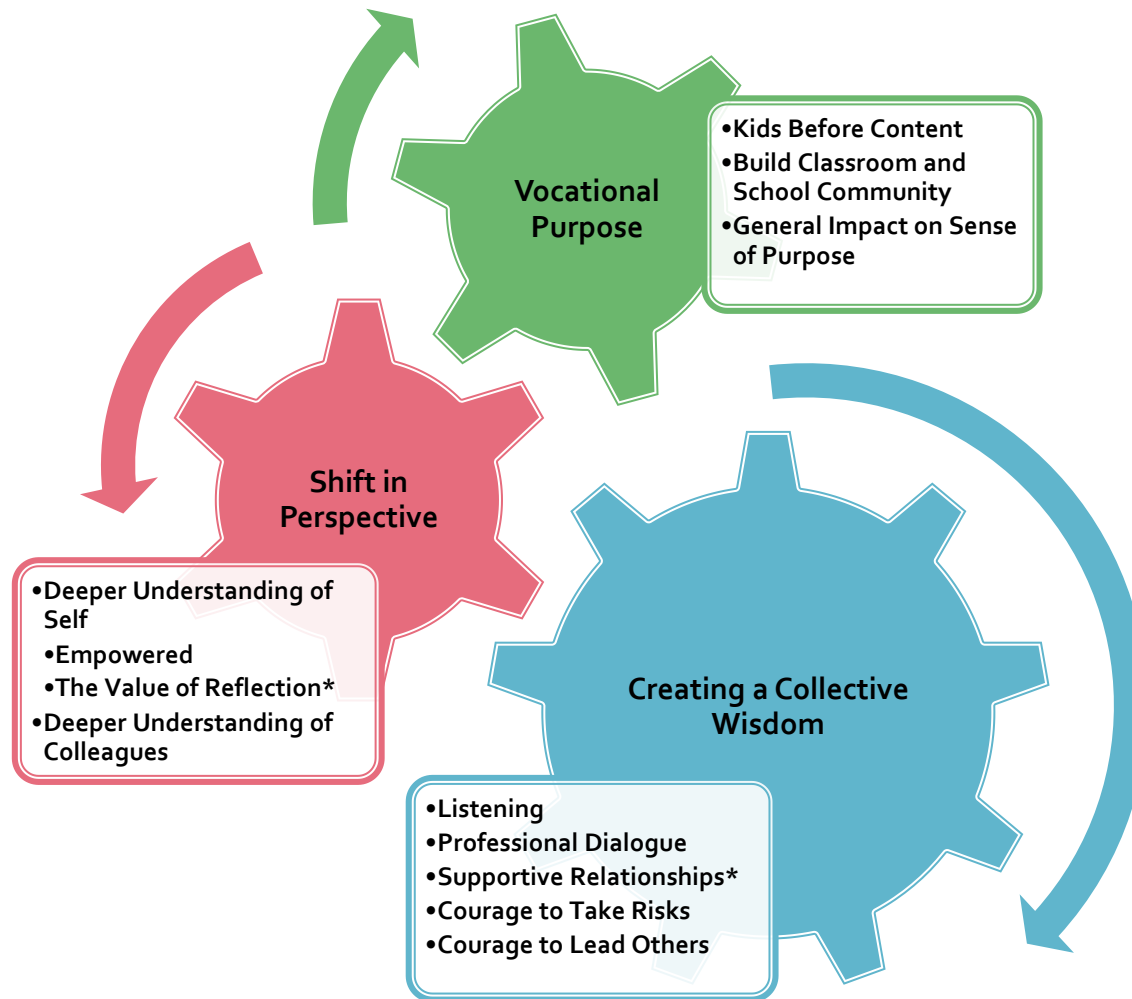 Vocational
Purpose
•Kids Before Content
•Build Classroom and
School Community
•General Impact on Sense
of Purpose
Shift in
Perspective
•Deeper Understanding of
Self
•Empowered
•The Value of Reflection*
•Deeper Understanding of
Colleagues
Creating a Collective
Wisdom
•Listening
•Professional Dialogue
•Supportive Relationships*
•Courage to Take Risks
•Courage to Lead Others